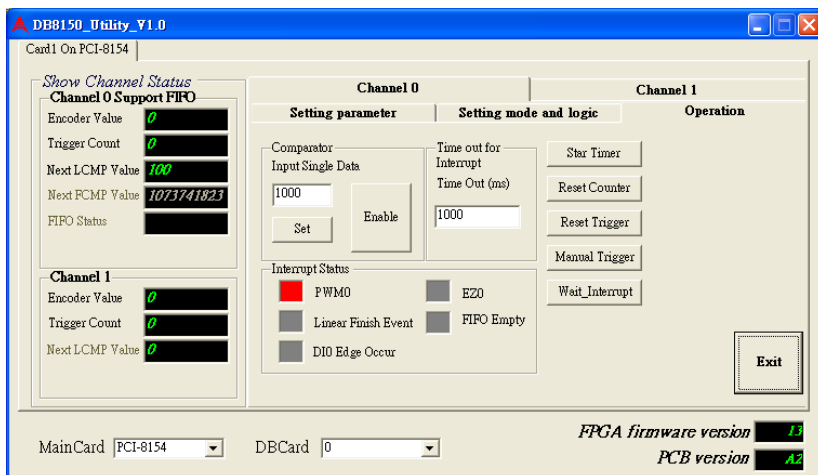 DB8150_Utility_V1.0
Card1 On PCI-8154
Show Channel Status
Channel 0 Support FIFO
Encoder Value 0
Trigger Count 0
Next LCMP Value 100
Next FCMP Value 1073741823
FIFO Status
Channel 1
Encoder Value 0
Trigger Count 0
Next LCMP Value 0
Channel 0
Channel 1
Setting parameter
Setting mode and logic
Operation
Comparator
Input Single Data
1000
Set
Enable
Time out for
Interrupt
Time Out (ms)
1000
Star Timer
Reset Counter
Reset Trigger
Manual Trigger
Wait_Interrupt
Interrupt Status
PWM0
EZ0
Linear Finish Event
FIFO Empty
DI0 Edge Occur
Exit
MainCard PCI-8154
DBCard 0
FPGA firmware version 13
PCB version A2